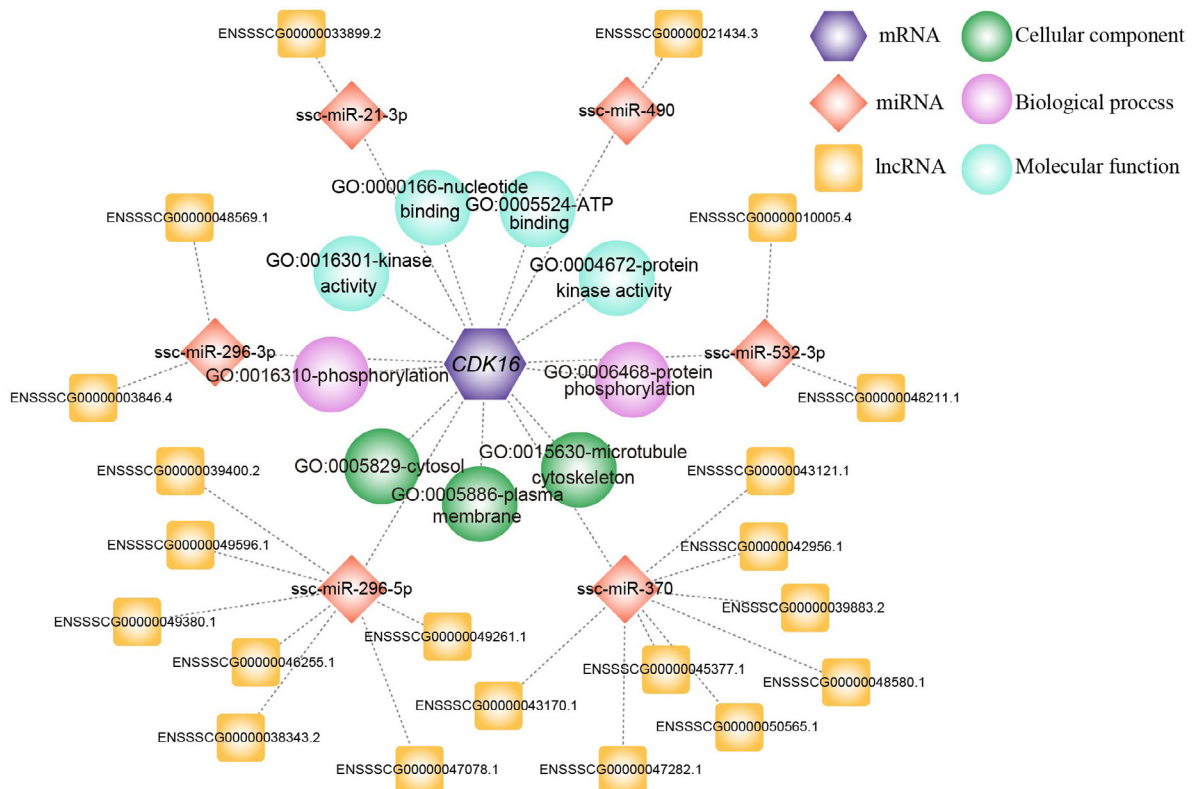 ENSSSCG00000033899.2
ENSSSCG00000021434.3
mRNA
Cellular component
ssc-miR-21-3p
ssc-miR-490
miRNA
Biological process
lncRNA
Molecular function
GO:0000166-nucleotide
binding
GO:0005524-ATP
binding
ENSSSCG00000048569.1
ENSSSCG00000010005.4
GO:0016301-kinase
activity
GO:0004672-protein
kinase activity
ssc-miR-296-3p
CDK16
ssc-miR-532-3p
GO:0016310-phosphorylation
GO:0006468-protein
phosphorylation
ENSSSCG00000003846.4
ENSSSCG00000048211.1
GO:0005829-cytosol
GO:0015630-microtubule
cytoskeleton
GO:0005886-plasma
membrane
ENSSSCG00000039400.2
ENSSSCG00000043121.1
ENSSSCG00000049596.1
ENSSSCG00000042956.1
ssc-miR-296-5p
ssc-miR-370
ENSSSCG00000049380.1
ENSSSCG00000049261.1
ENSSSCG00000039883.2
ENSSSCG00000046255.1
ENSSSCG00000045377.1
ENSSSCG00000048580.1
ENSSSCG00000043170.1
ENSSSCG00000050565.1
ENSSSCG00000038343.2
ENSSSCG00000047078.1
ENSSSCG00000047282.1